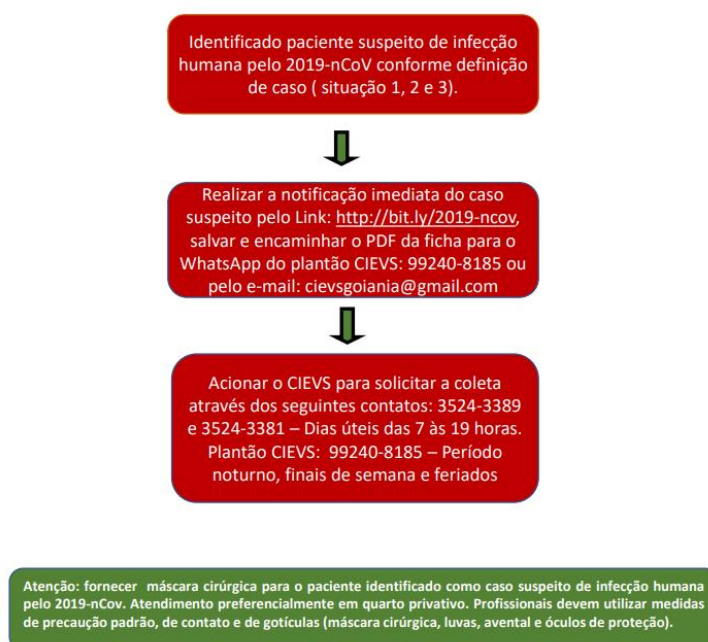 Identificado paciente suspeito de infecção
humana pelo 2019-nCoV conforme definição
de caso ( situação 1, 2 e 3).
Realizar a notificação imediata do caso
suspeito pelo Link: http://bit.ly/2019-ncov,
salvar e encaminhar o PDF da ficha para o
WhatsApp do plantão CIEVS: 99240-8185 ou
pelo e-mail: cievsgoiania@gmail.com
Acionar o CIEVS para solicitar a coleta
através dos seguintes contatos: 3524-3389
e 3524-3381 – Dias úteis das 7 às 19 horas.
Plantão CIEVS:  99240-8185 – Período
noturno, finais de semana e feriados
Atenção: fornecer  máscara cirúrgica para o paciente identificado como caso suspeito de infecção humana
pelo 2019-nCov. Atendimento preferencialmente em quarto privativo. Profissionais devem utilizar medidas
de precaução padrão, de contato e de gotículas (máscara cirúrgica, luvas, avental e óculos de proteção).